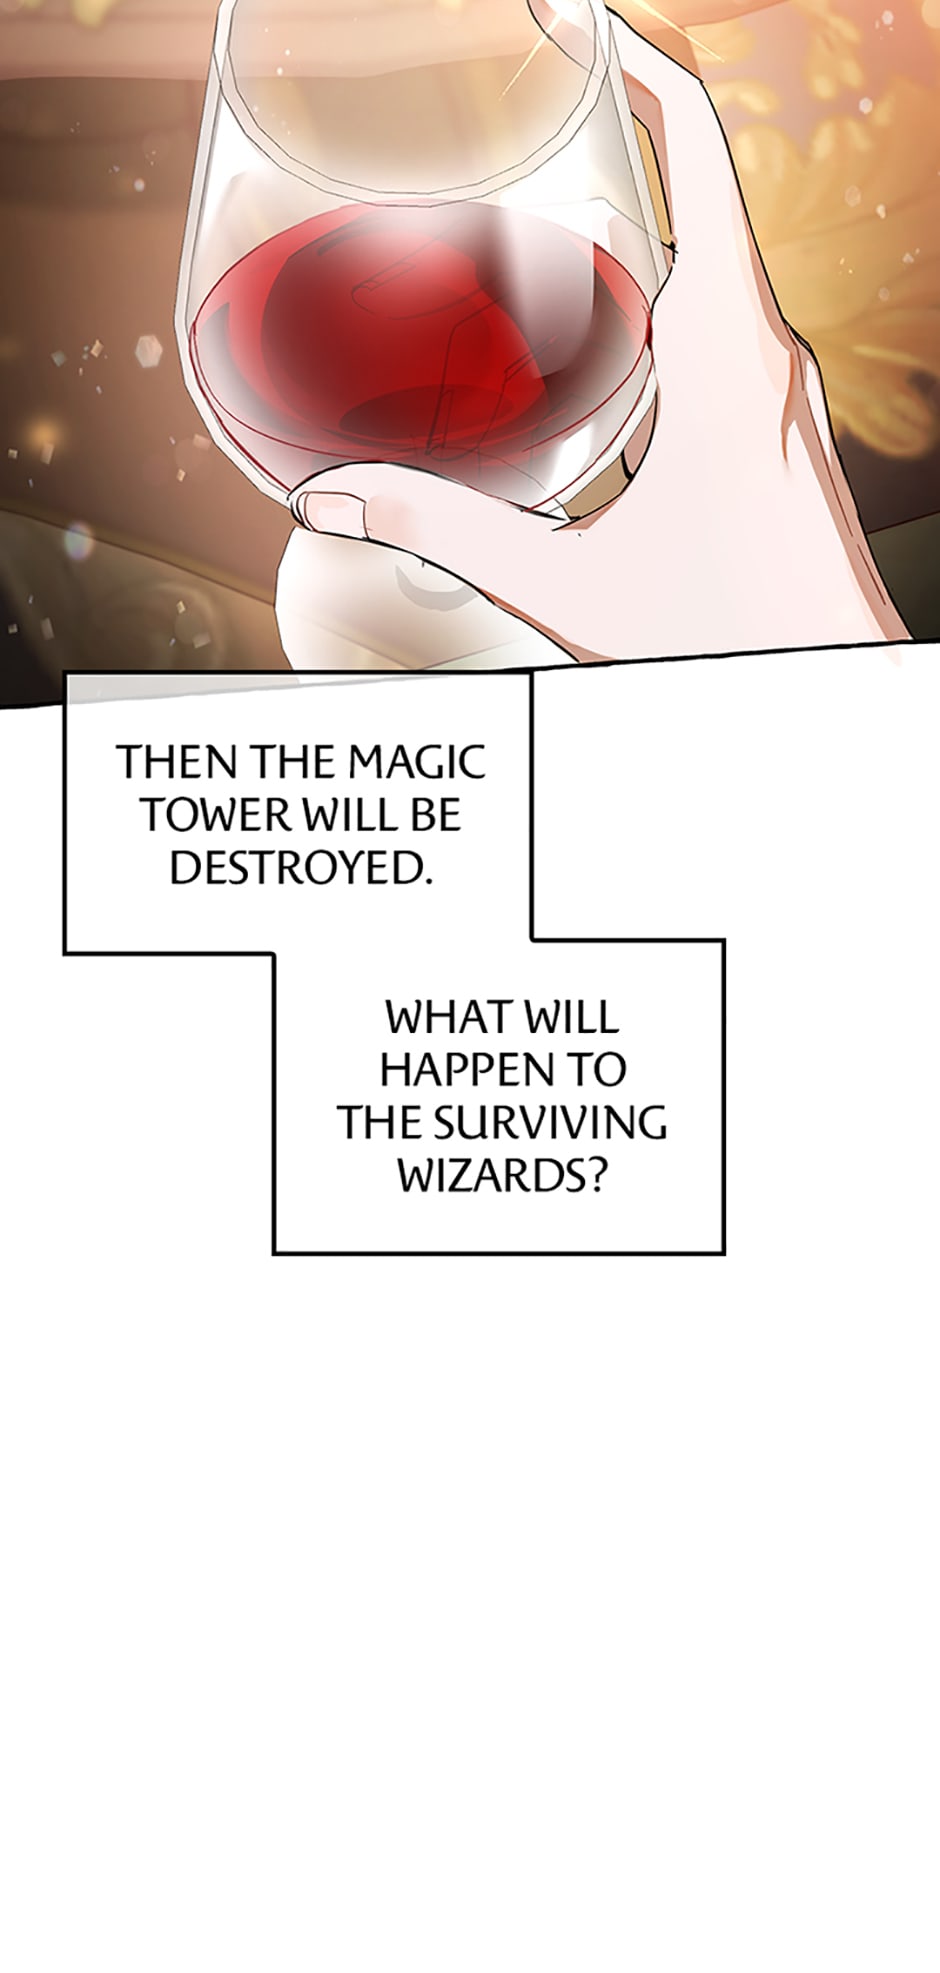 THEN THE MAGIC
TOWER WILL BE
DESTROYED.
WHAT WILL
HAPPEN TO
THE SURVIVING
WIZARDS?